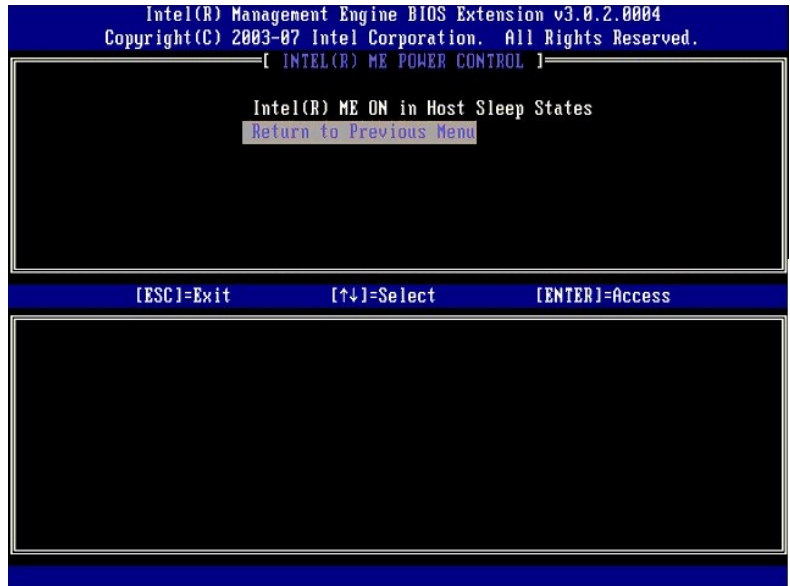 Intel(R) Management Engine BIOS Extension v3.0.2.0004
Copyright(C) 2003-07 Intel Corporation. All Rights Reserved.
[ INTEL(R) ME POWER CONTROL ]
Intel(R) ME ON in Host Sleep States
Return to Previous Menu
[ESC]=Exit [↑↓]=Select [ENTER]=Access